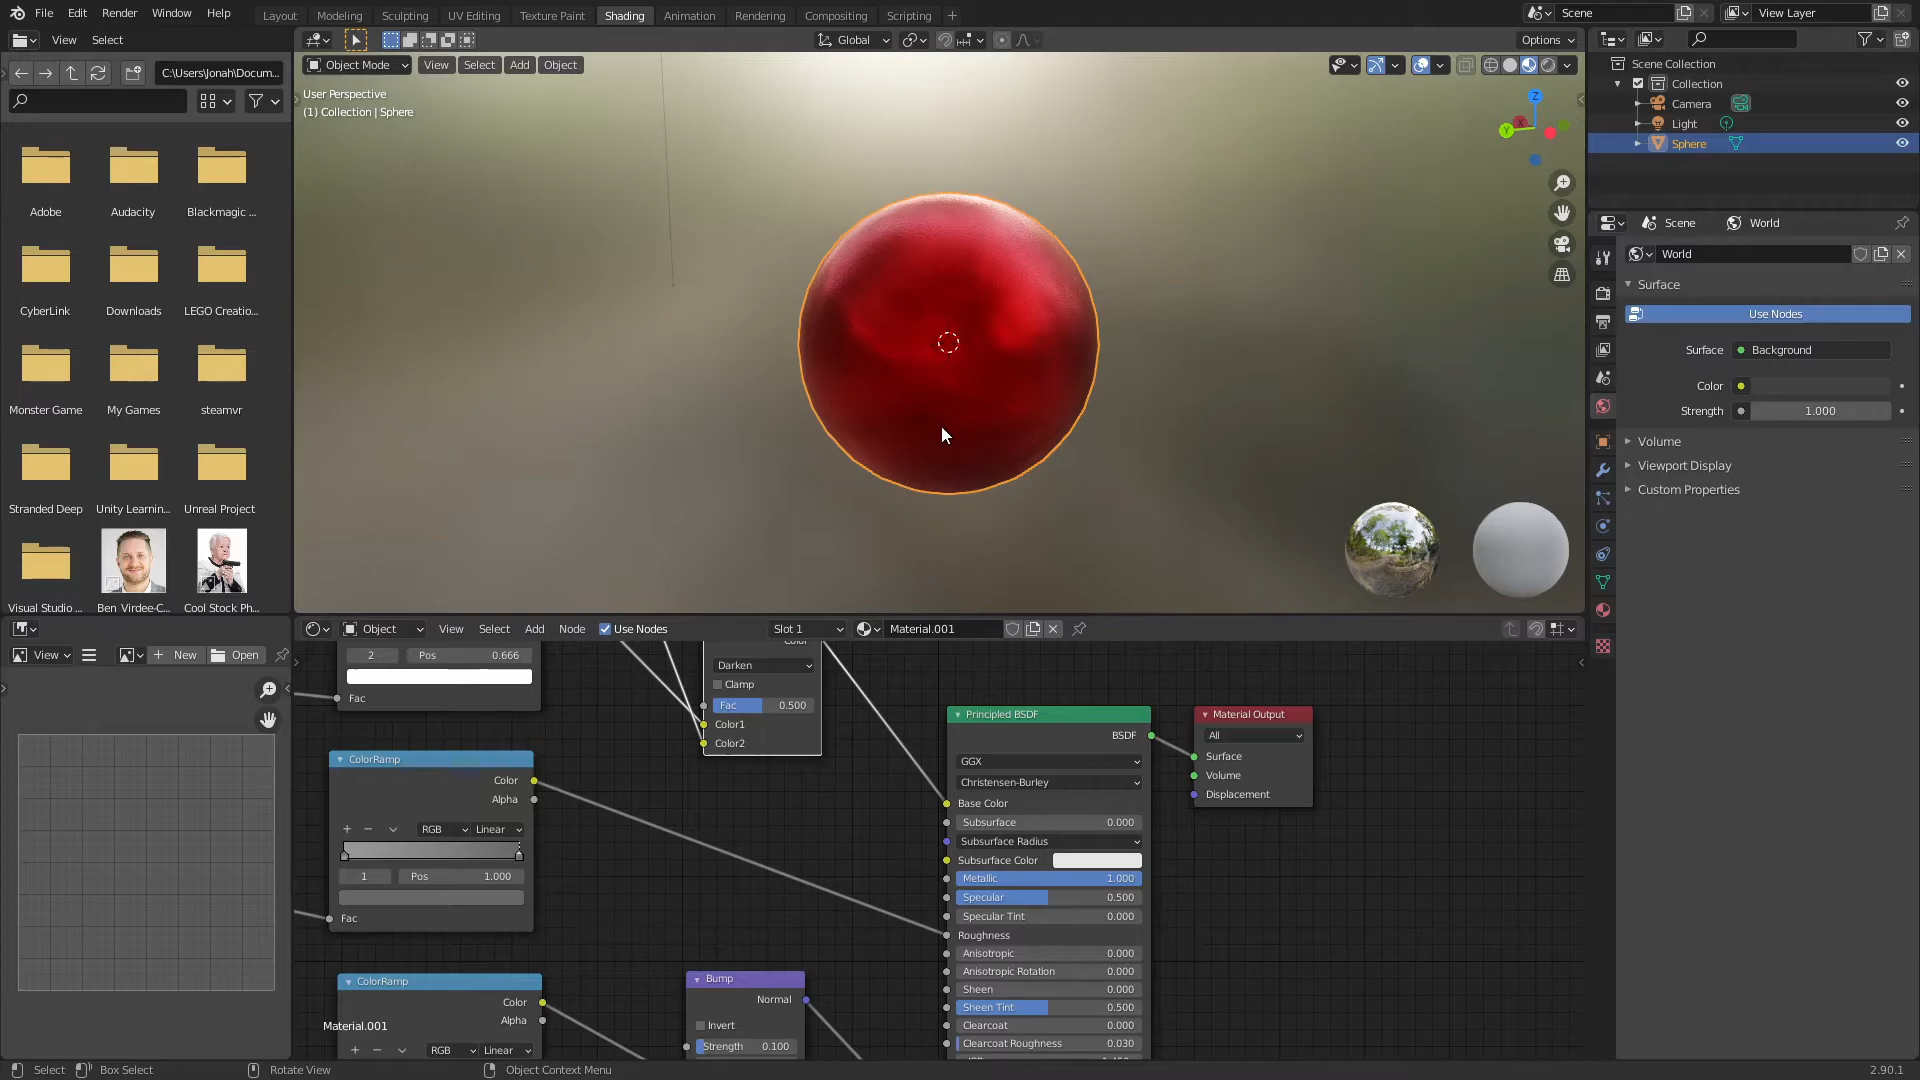 File Edit Render Window Help Layout Modeling Sculpting UV Editing Texture Paint Shading Animation Rendering Compositing Scripting + Scene View Layer
View Select Global Options
C:\Users\Jonah\Docum...
Object Mode View Select Add Object
User Perspective
(1) Collection | Sphere
Z
X
Y
Adobe Audacity Blackmagic ...
CyberLink Downloads LEGO Creatio...
Monster Game My Games steamvr
Stranded Deep Unity Learnin... Unreal Project
Visual Studio ... Ben Virdee-C... Cool Stock Ph...
Scene Collection
Collection
Camera
Light
Sphere
Scene World
World
Surface
Use Nodes
Surface Background
Color
Strength 1.000
Volume
Viewport Display
Custom Properties
View New Open
Object View Select Add Node Use Nodes Slot 1 Material.001
2 Pos 0.666
Fac
ColorRamp
Color
Alpha
RGB Linear
1 Pos 1.000
Fac
ColorRamp
Color
Alpha
RGB Linear
Material.001
Color
Darken
Clamp
Fac 0.500
Color1
Color2
Bump
Normal
Invert
Strength 0.100
Principled BSDF
BSDF
GGX
Christensen-Burley
Base Color
Subsurface 0.000
Subsurface Radius
Subsurface Color
Metallic 1.000
Specular 0.500
Specular Tint 0.000
Roughness
Anisotropic 0.000
Anisotropic Rotation 0.000
Sheen 0.000
Sheen Tint 0.500
Clearcoat 0.000
Clearcoat Roughness 0.030
Material Output
All
Surface
Volume
Displacement
Select Box Select Rotate View Object Context Menu 2.90.1